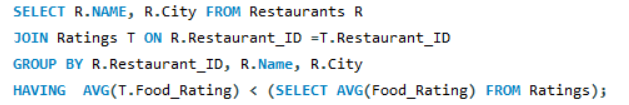 SELECT R.NAME, R.City FROM Restaurants R
JOIN Ratings T ON R.Restaurant_ID =T.Restaurant_ID
GROUP BY R.Restaurant_ID, R.Name, R.City
HAVING  AVG(T.Food_Rating) < (SELECT AVG(Food_Rating) FROM Ratings);